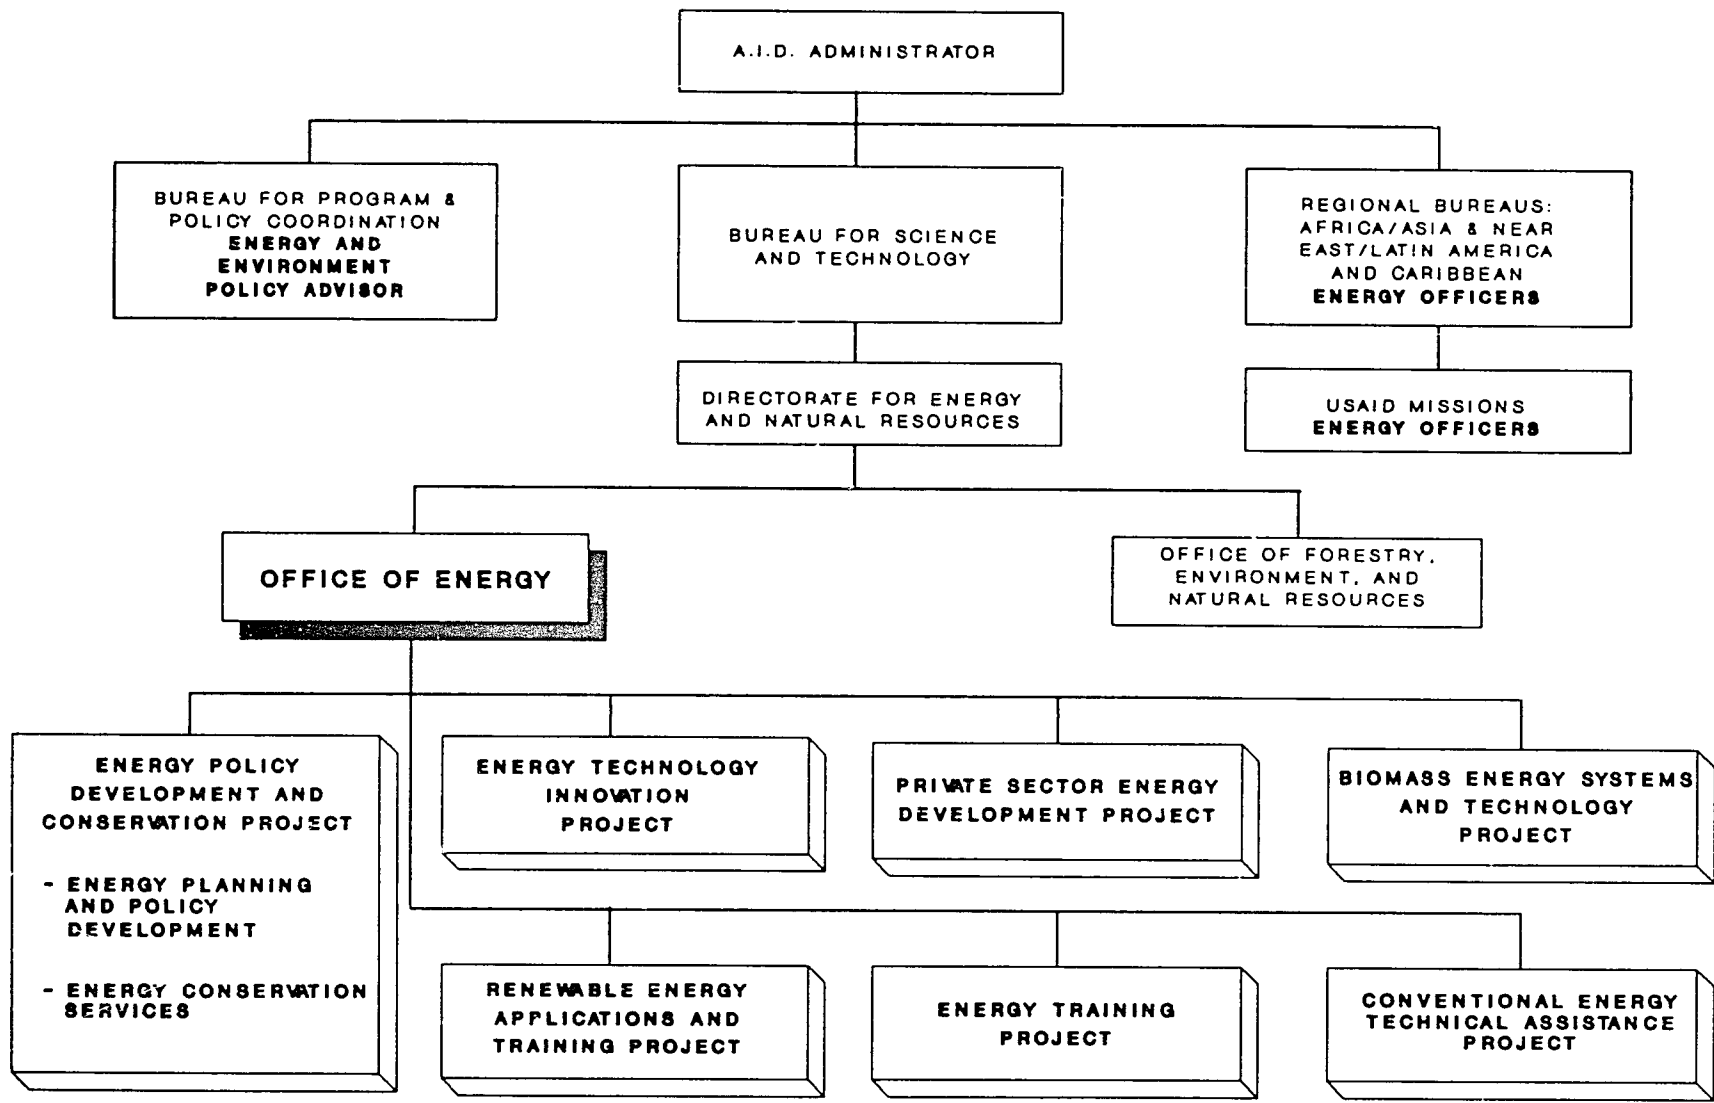 A.I.D. ADMINISTRATOR
BUREAU FOR PROGRAM &
POLICY COORDINATION
ENERGY AND
ENVIRONMENT
POLICY ADVISOR
BUREAU FOR SCIENCE
AND TECHNOLOGY
REGIONAL BUREAUS:
AFRICA/ASIA & NEAR
EAST/LATIN AMERICA
AND CARIBBEAN
ENERGY OFFICERS
DIRECTORATE FOR ENERGY
AND NATURAL RESOURCES
USAID MISSIONS
ENERGY OFFICERS
OFFICE OF ENERGY
OFFICE OF FORESTRY,
ENVIRONMENT, AND
NATURAL RESOURCES
ENERGY POLICY
DEVELOPMENT AND
CONSERVATION PROJECT
- ENERGY PLANNING
AND POLICY
DEVELOPMENT
- ENERGY CONSERVATION
SERVICES
ENERGY TECHNOLOGY
INNOVATION
PROJECT
PRIVATE SECTOR ENERGY
DEVELOPMENT PROJECT
BIOMASS ENERGY SYSTEMS
AND TECHNOLOGY
PROJECT
RENEWABLE ENERGY
APPLICATIONS AND
TRAINING PROJECT
ENERGY TRAINING
PROJECT
CONVENTIONAL ENERGY
TECHNICAL ASSISTANCE
PROJECT